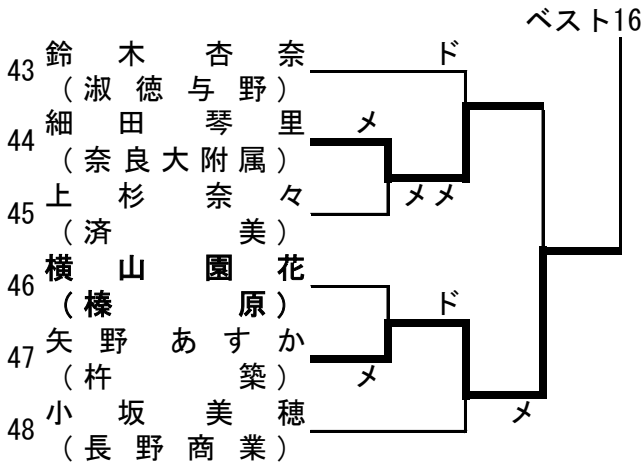 ベスト16
43 鈴木杏奈 ド
(淑徳与野)
44 細田琴里 メ
(奈良大附属)
45 上杉奈々 メメ
(済美)
46 横山園花
(榛原) ド
47 矢野あすか
(杵築) メ
48 小坂美穂 メ
(長野商業)